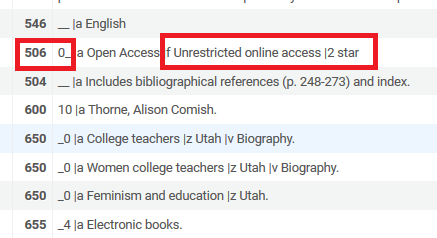 546 __ |a English
506 0_ |a Open Access f Unrestricted online access |2 star
504 __ |a Includes bibliographical references (p. 248-273) and index.
600 10 |a Thorne, Alison Comish.
650 _0 |a College teachers |z Utah |v Biography.
650 _0 |a Women college teachers |z Utah |v Biography.
650 _0 |a Feminism and education |z Utah.
655 _4 |a Electronic books.